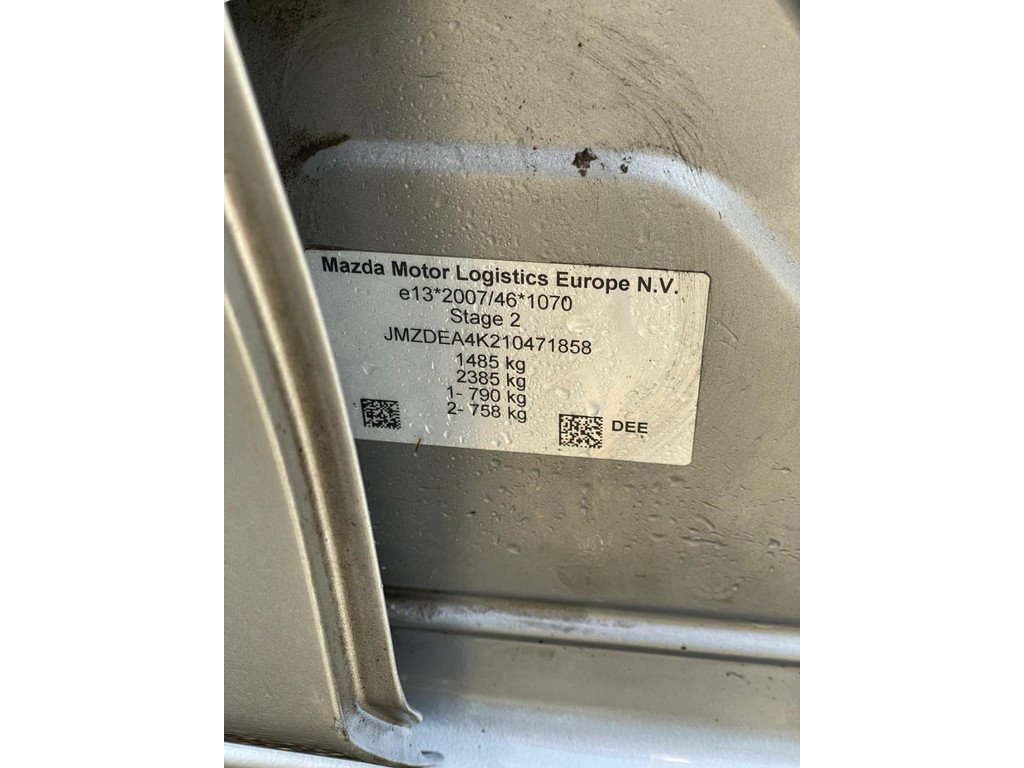 Mazda Motor Logistics Europe N.V.
e13*2007/46*1070
Stage 2
JMZDEA4K210471858
1485 kg
2385 kg
1- 790 kg
2- 758 kg
DEE